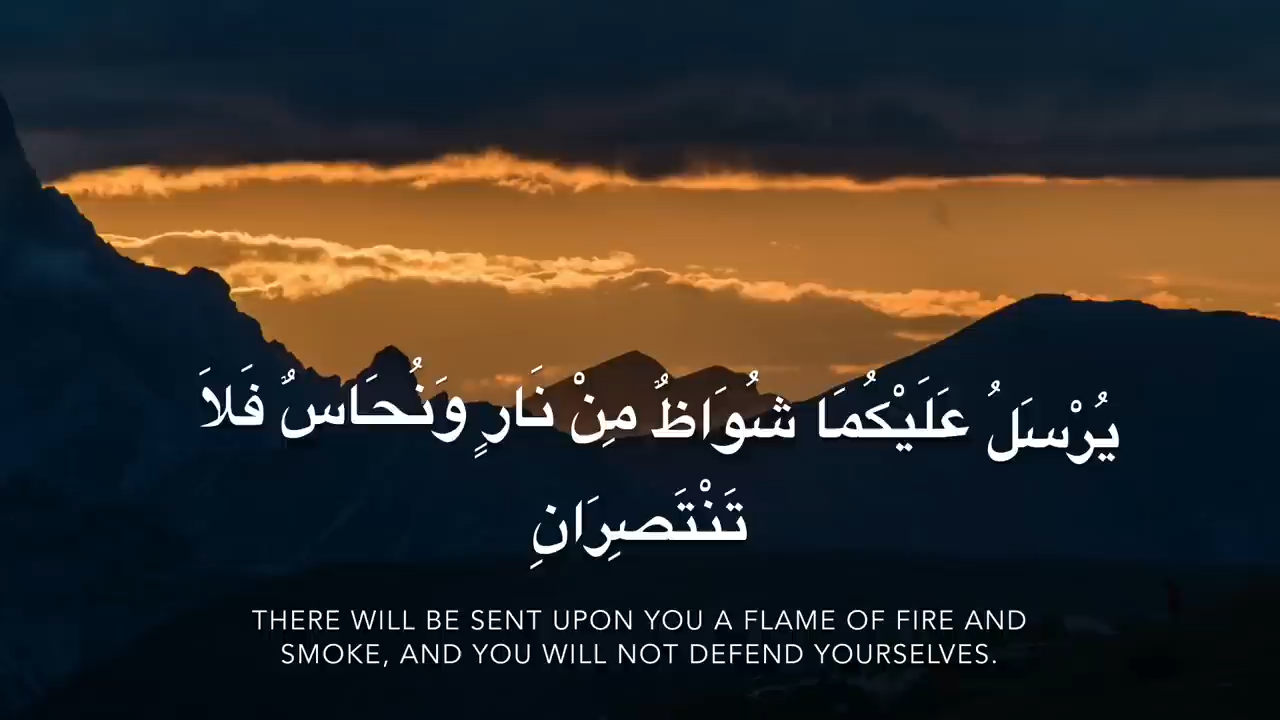 يُرْسَلُ عَلَيْكُمَا شُوَاظٌ مِنْ نَارٍ وَنُحَاسٌ فَلاَ
تَنْتَصِرَانِ
THERE WILL BE SENT UPON YOU A FLAME OF FIRE AND
SMOKE, AND YOU WILL NOT DEFEND YOURSELVES.